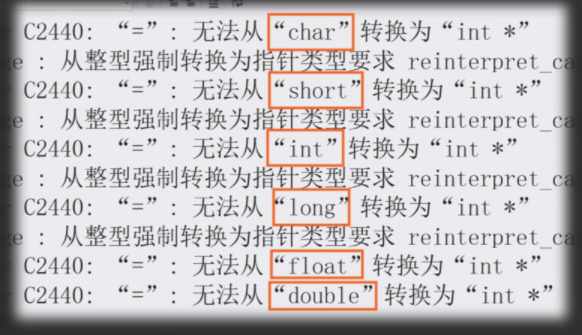 C2440: “=”: 无法从“char”转换为“int *”
: 从整型强制转换为指针类型要求 reinterpret_ca
C2440: “=”: 无法从“short”转换为“int *”
: 从整型强制转换为指针类型要求 reinterpret_ca
C2440: “=”: 无法从“int”转换为“int *”
: 从整型强制转换为指针类型要求 reinterpret_ca
C2440: “=”: 无法从“long”转换为“int *”
: 从整型强制转换为指针类型要求 reinterpret_ca
C2440: “=”: 无法从“float”转换为“int *”
C2440: “=”: 无法从“double”转换为“int *”